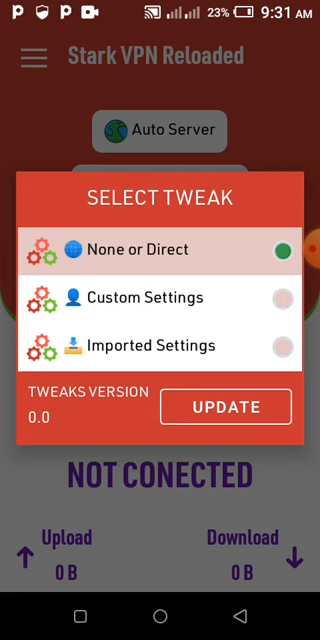 23% 9:31 AM
Stark VPN Reloaded
Auto Server
SELECT TWEAK
None or Direct
Custom Settings
Imported Settings
TWEAKS VERSION
0.0
UPDATE
NOT CONECTED
Upload
Download
0 B
0 B